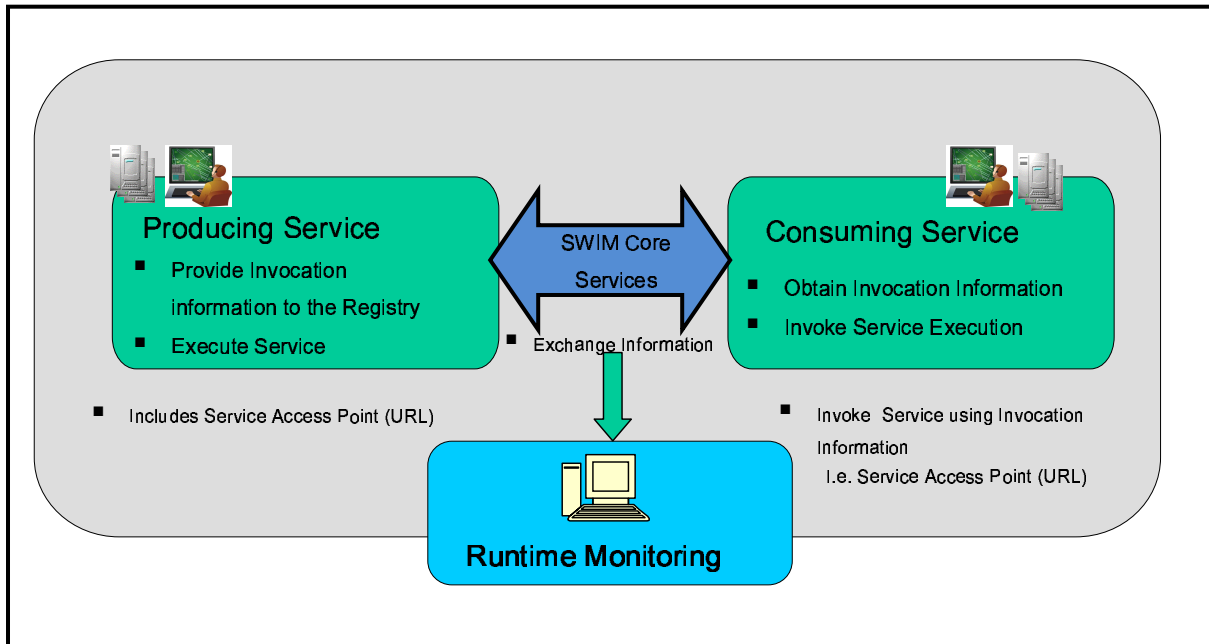 Producing Service
▪ Provide Invocation
information to the Registry
▪ Execute Service
▪ Includes Service Access Point (URL)
SWIM Core
Services
▪ Exchange Information
Consuming Service
▪ Obtain Invocation Information
▪ Invoke Service Execution
▪ Invoke Service using Invocation
Information
I.e. Service Access Point (URL)
Runtime Monitoring